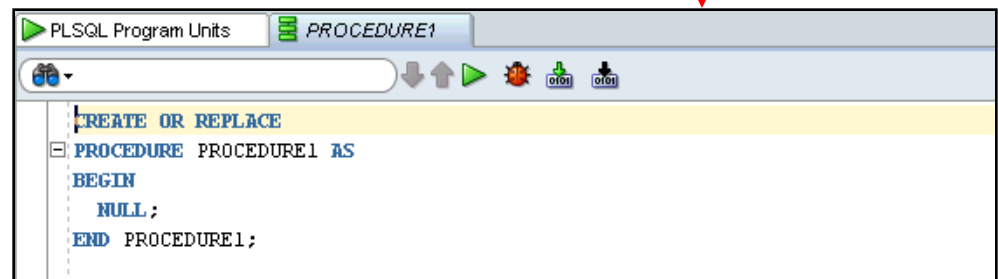 PLSQL Program Units PROCEDURE1
CREATE OR REPLACE
PROCEDURE PROCEDURE1 AS
BEGIN
NULL;
END PROCEDURE1;